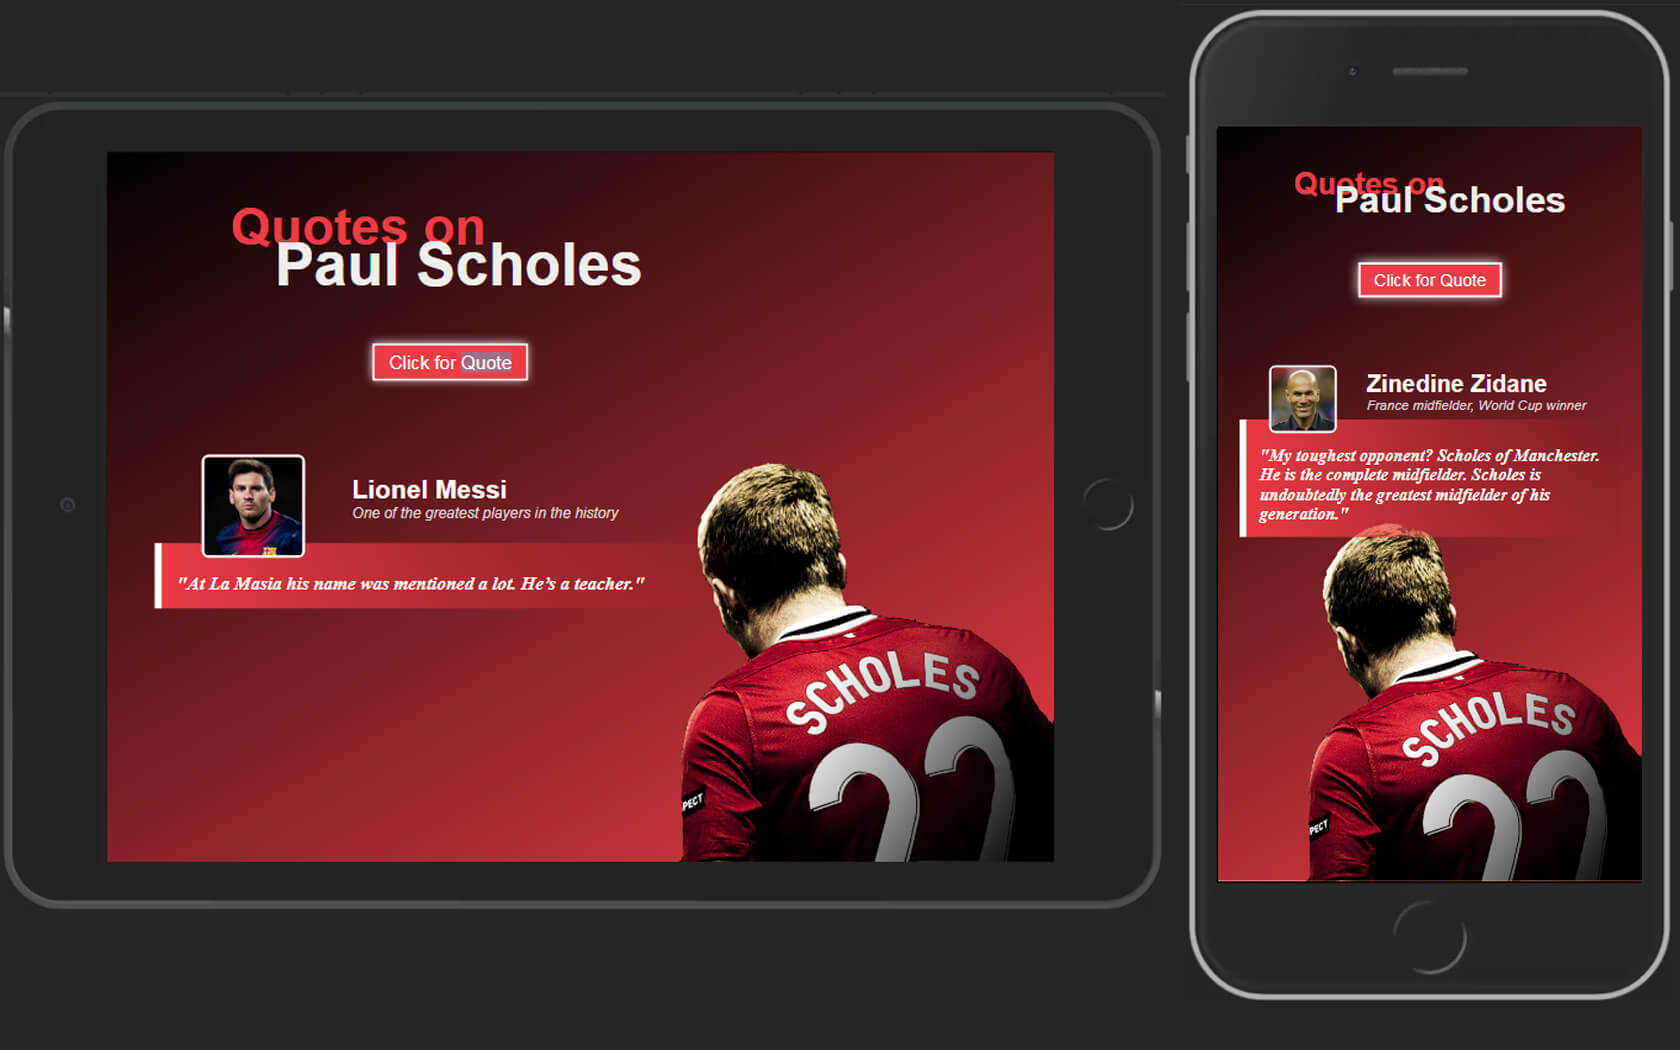 Quotes on
Paul Scholes
Click for Quote
Lionel Messi
One of the greatest players in the history
"At La Masia his name was mentioned a lot. He’s a teacher."
SCHOLES
22
PECT
Quotes on
Paul Scholes
Click for Quote
Zinedine Zidane
France midfielder, World Cup winner
"My toughest opponent? Scholes of Manchester.
He is the complete midfielder. Scholes is
undoubtedly the greatest midfielder of his
generation."
SCHOLES
22
PECT